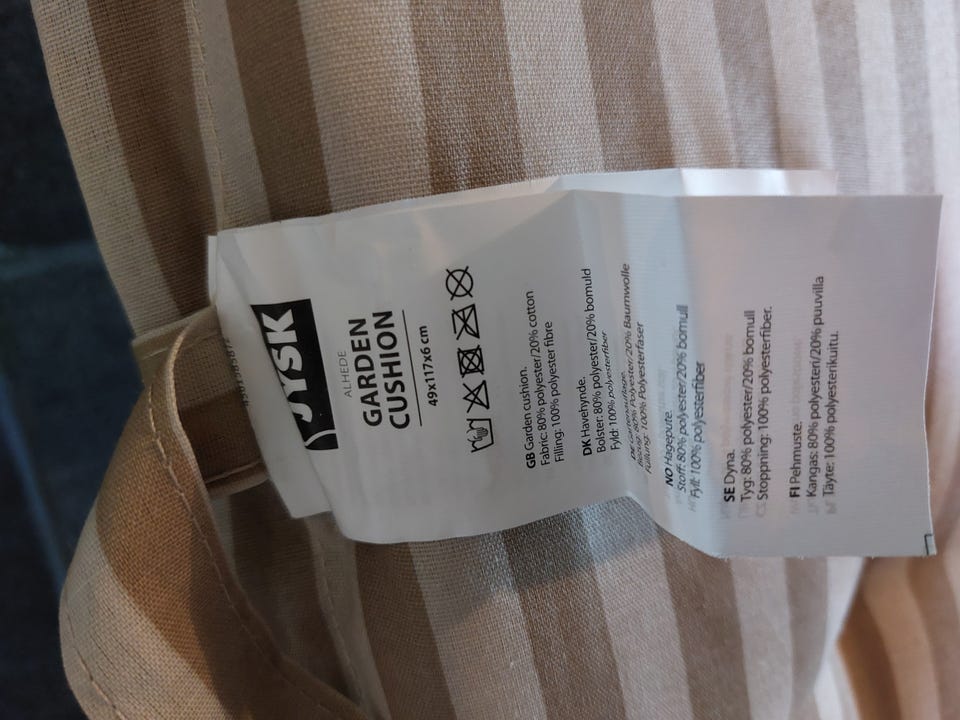 JYSK
ALHEDE
GARDEN
CUSHION
49x117x6 cm
GB Garden cushion.
Fabric: 80% polyester/20% cotton
Filling: 100% polyester fibre
DK Havehynde.
Bolster: 80% polyester/20% bomuld
Fyld: 100% polyesterfiber
DE Gartenauflage.
Bezug: 80% Polyester/20% Baumwolle
Füllung: 100% Polyesterfaser
NO Hagepute.
Stoff: 80% polyester/20% bomull
Fyll: 100% polyesterfiber
SE Dyna.
Tyg: 80% polyester/20% bomull
Stoppning: 100% polyesterfiber.
FI Pehmuste.
Kangas: 80% polyesteri/20% puuvilla
Täyte: 100% polyesterikuitu.